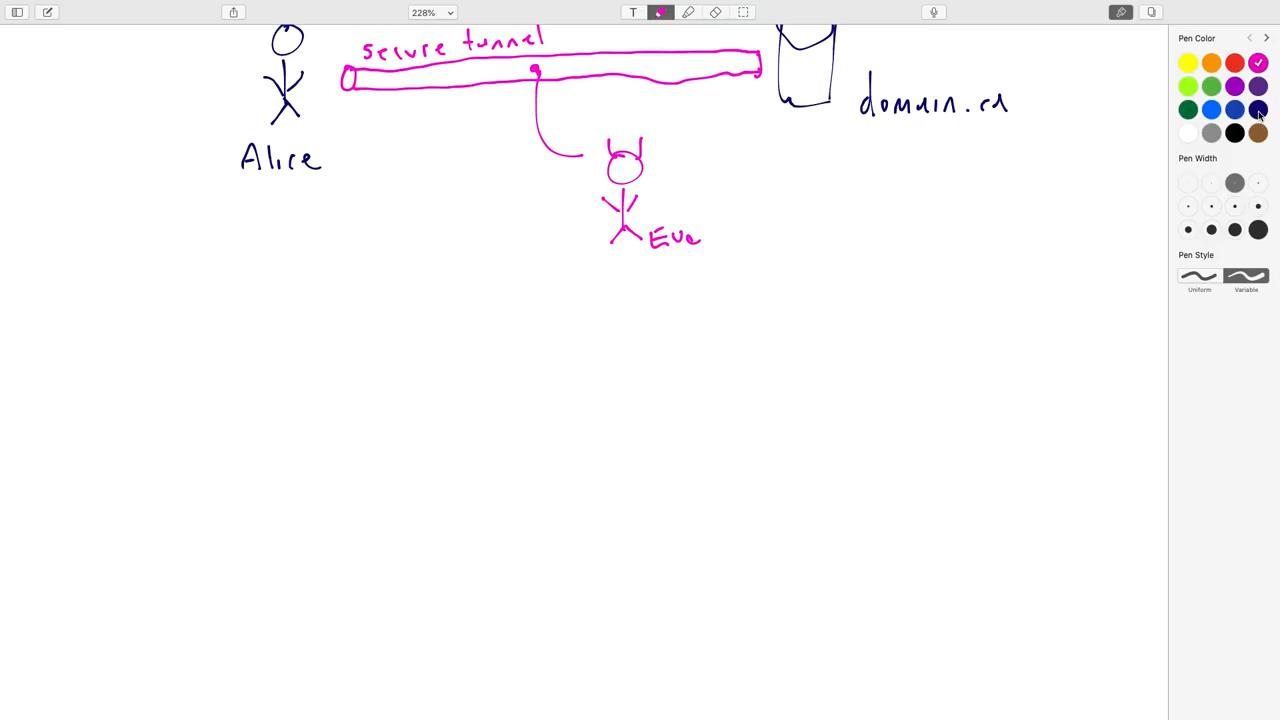 228%
T
Pen Color
secure tunnel
domain.ca
Alice
Eve
Pen Width
Pen Style
Uniform
Variable